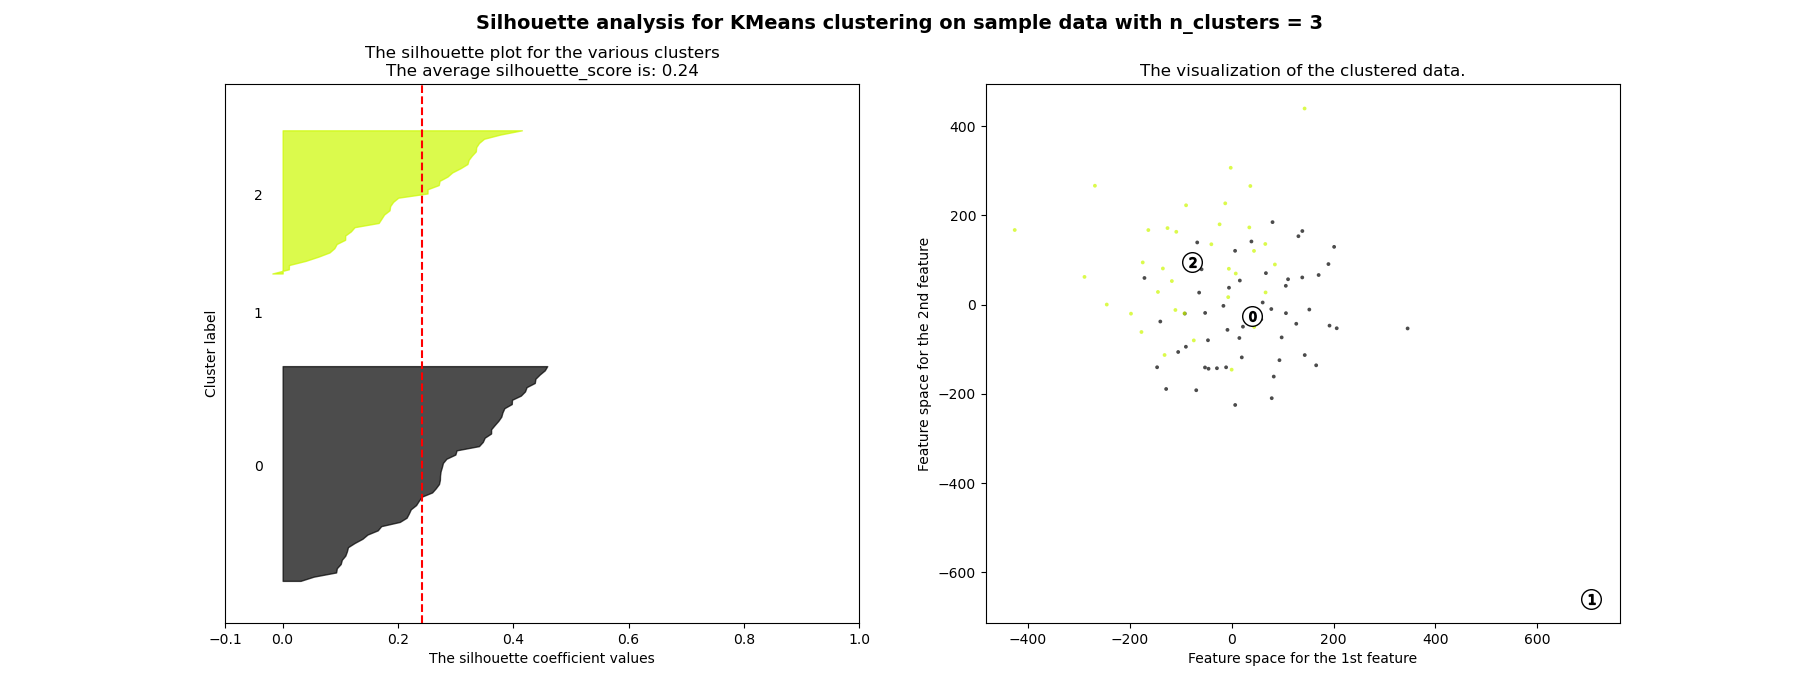 Silhouette analysis for KMeans clustering on sample data with n_clusters = 3
The silhouette plot for the various clusters
The average silhouette_score is: 0.24
2
1
0
Cluster label
−0.1 0.0 0.2 0.4 0.6 0.8 1.0
The silhouette coefficient values
The visualization of the clustered data.
400
200
0
−200
−400
−600
Feature space for the 2nd feature
2
0
1
−400 −200 0 200 400 600
Feature space for the 1st feature